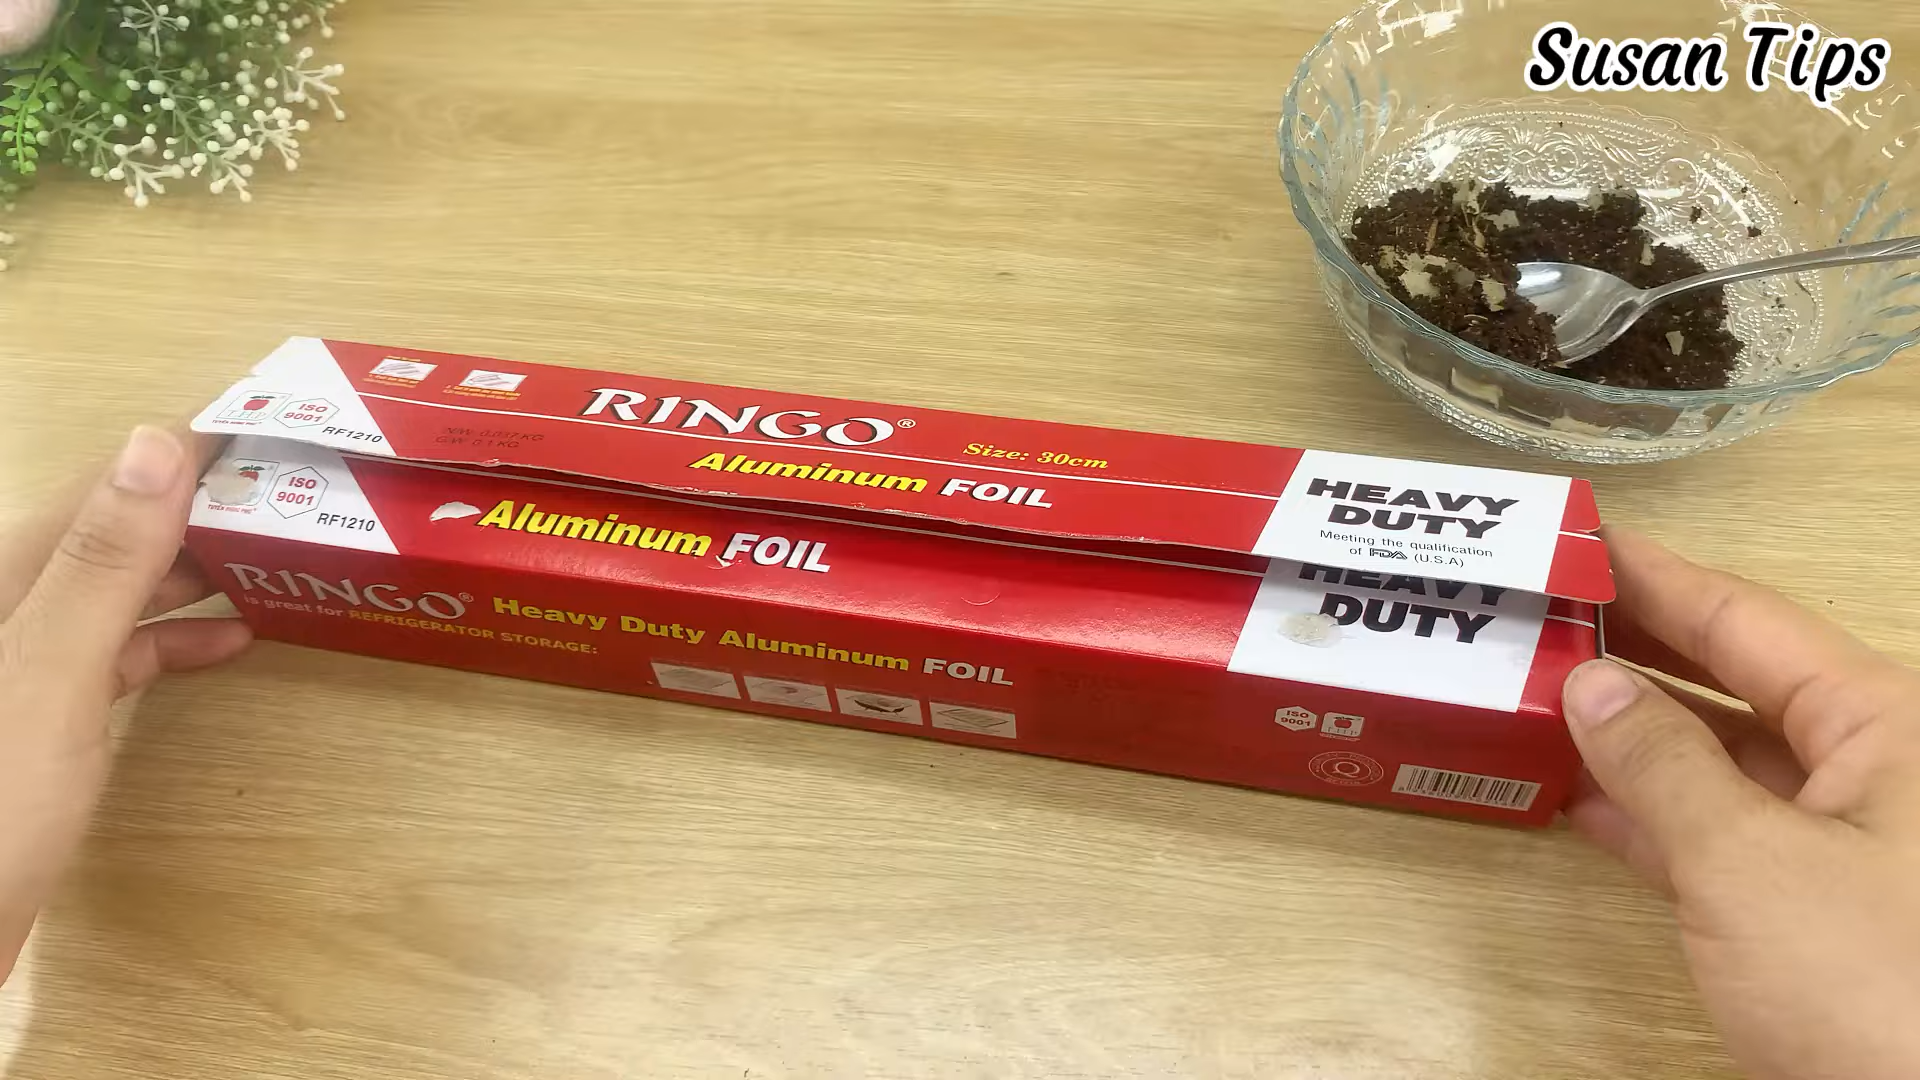 Susan Tips
ISO
9001
RF1210
RINGO®
Size: 30cm
Aluminum FOIL
HEAVY
DUTY
Meeting the qualification
of FDA (U.S.A)
ISO
9001
RF1210
Aluminum FOIL
HEAVY
DUTY
RINGO®
is great for REFRIGERATOR STORAGE:
Heavy Duty Aluminum FOIL
ISO
9001